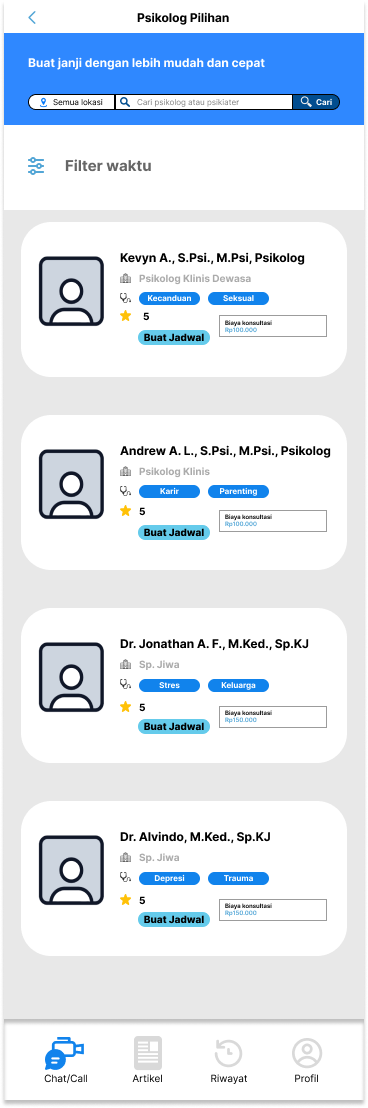 Psikolog Pilihan
Buat janji dengan lebih mudah dan cepat
Semua lokasi Cari psikolog atau psikiater Cari
Filter waktu
Kevyn A., S.Psi., M.Psi, Psikolog
Psikolog Klinis Dewasa
Kecanduan Seksual
5
Buat Jadwal
Biaya konsultasi
Rp100.000
Andrew A. L., S.Psi., M.Psi., Psikolog
Psikolog Klinis
Karir Parenting
5
Buat Jadwal
Biaya konsultasi
Rp100.000
Dr. Jonathan A. F., M.Ked., Sp.KJ
Sp. Jiwa
Stres Keluarga
5
Buat Jadwal
Biaya konsultasi
Rp150.000
Dr. Alvindo, M.Ked., Sp.KJ
Sp. Jiwa
Depresi Trauma
5
Buat Jadwal
Biaya konsultasi
Rp150.000
Chat/Call Artikel Riwayat Profil